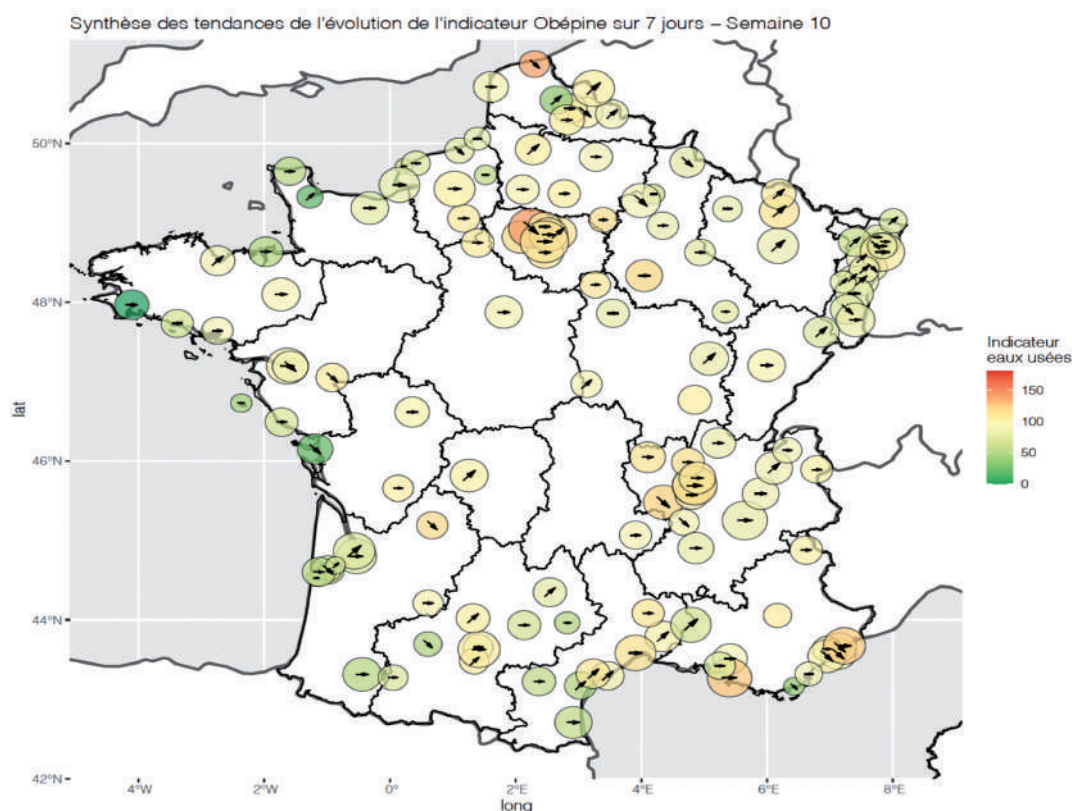 Synthèse des tendances de l'évolution de l'indicateur Obépine sur 7 jours – Semaine 10
50°N
48°N
46°N
44°N
42°N
lat
4°W
2°W
0°
2°E
4°E
6°E
8°E
long
Indicateur
eaux usées
150
100
50
0